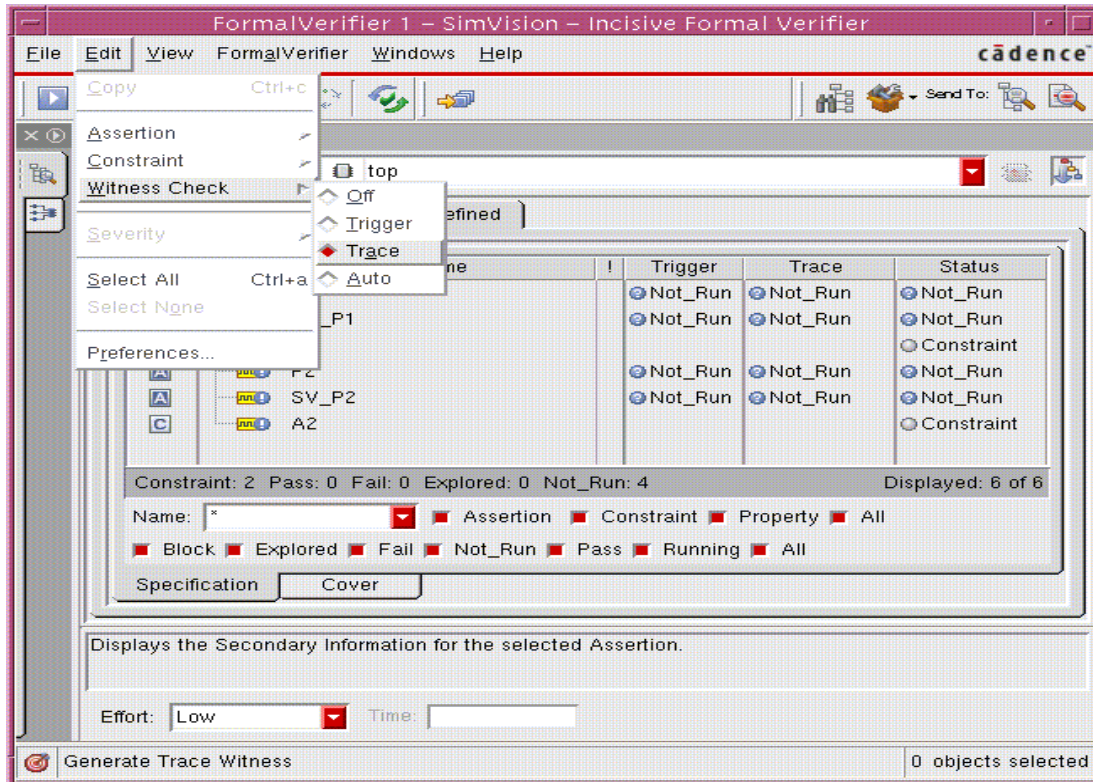 FormalVerifier 1 – SimVision – Incisive Formal Verifier
File Edit View FormalVerifier Windows Help cādence
Copy Ctrl+c
Send To:
Assertion
Constraint
top
Witness Check
Off
Trigger
efined
Severity
Trace
Select All Ctrl+a
Auto
me ! Trigger Trace Status
Select None
Not_Run Not_Run Not_Run
_P1 Not_Run Not_Run Not_Run
Constraint
Preferences...
A P2 Not_Run Not_Run Not_Run
A SV_P2 Not_Run Not_Run Not_Run
C A2 Constraint
Constraint: 2 Pass: 0 Fail: 0 Explored: 0 Not_Run: 4 Displayed: 6 of 6
Name: * Assertion Constraint Property All
Block Explored Fail Not_Run Pass Running All
Specification Cover
Displays the Secondary Information for the selected Assertion.
Effort: Low Time:
Generate Trace Witness 0 objects selected